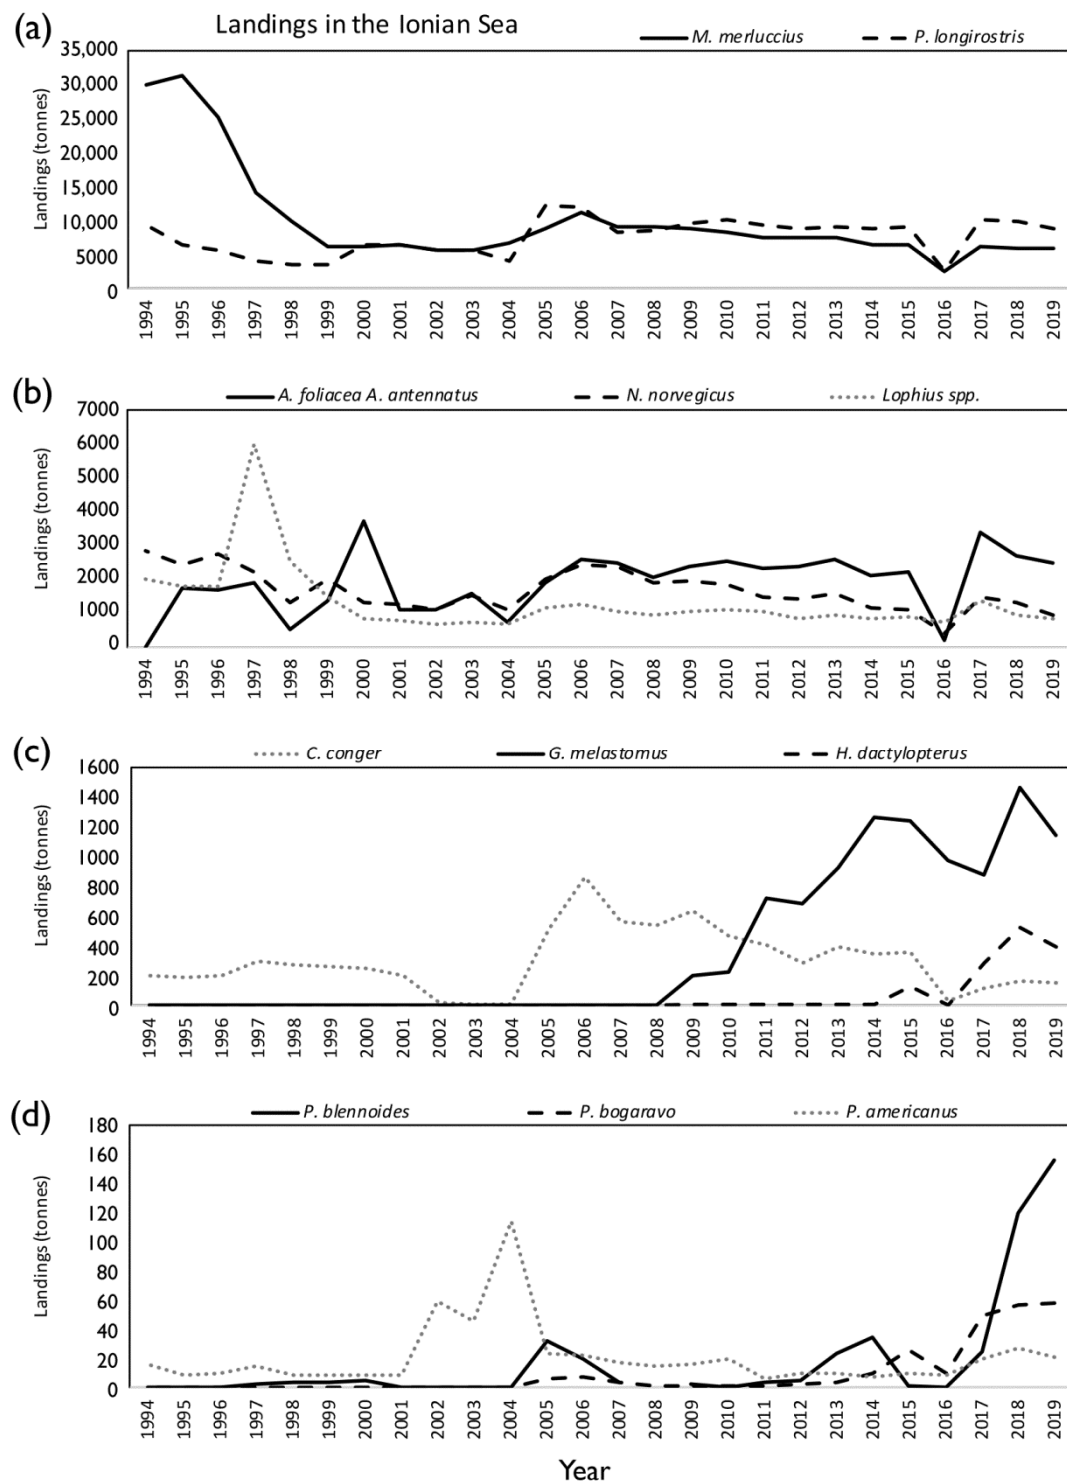 (a)
Landings in the Ionian Sea
M. merluccius
P. longirostris
Landings (tonnes)
35,000
30,000
25,000
20,000
15,000
10,000
5000
0
1994 1995 1996 1997 1998 1999 2000 2001 2002 2003 2004 2005 2006 2007 2008 2009 2010 2011 2012 2013 2014 2015 2016 2017 2018 2019
(b)
A. foliacea A. antennatus
N. norvegicus
Lophius spp.
Landings (tonnes)
7000
6000
5000
4000
3000
2000
1000
0
1994 1995 1996 1997 1998 1999 2000 2001 2002 2003 2004 2005 2006 2007 2008 2009 2010 2011 2012 2013 2014 2015 2016 2017 2018 2019
(c)
C. conger
G. melastomus
H. dactylopterus
Landings (tonnes)
1600
1400
1200
1000
800
600
400
200
0
1994 1995 1996 1997 1998 1999 2000 2001 2002 2003 2004 2005 2006 2007 2008 2009 2010 2011 2012 2013 2014 2015 2016 2017 2018 2019
(d)
P. blennoides
P. bogaravo
P. americanus
Landings (tonnes)
180
160
140
120
100
80
60
40
20
0
1994 1995 1996 1997 1998 1999 2000 2001 2002 2003 2004 2005 2006 2007 2008 2009 2010 2011 2012 2013 2014 2015 2016 2017 2018 2019
Year